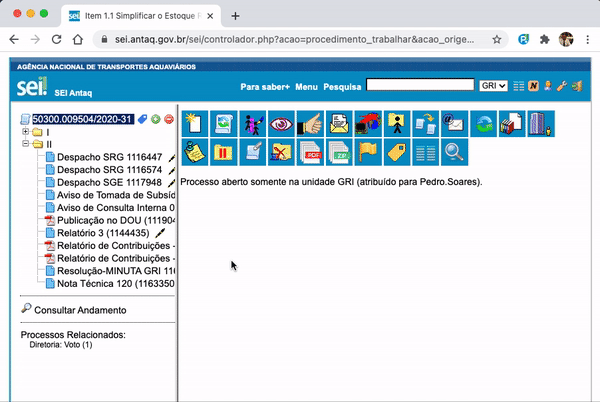 Item 1.1 Simplificar o Estoque R
sei.antaq.gov.br/sei/controlador.php?acao=procedimento_trabalhar&acao_orige...
AGÊNCIA NACIONAL DE TRANSPORTES AQUAVIÁRIOS
sei! SEI Antaq
Para saber+ Menu Pesquisa GRI
50300.009504/2020-31
I
II
Despacho SRG 1116447
Despacho SRG 1116574
Despacho SGE 1117948
Aviso de Tomada de Subsíd
Aviso de Consulta Interna 0
Publicação no DOU (111904
Relatório 3 (1144435)
Relatório de Contribuições -
Relatório de Contribuições -
Resolução-MINUTA GRI 116
Nota Técnica 120 (1163350
Consultar Andamento
Processos Relacionados:
Diretoria: Voto (1)
PDF
ZIP
Processo aberto somente na unidade GRI (atribuído para Pedro.Soares).